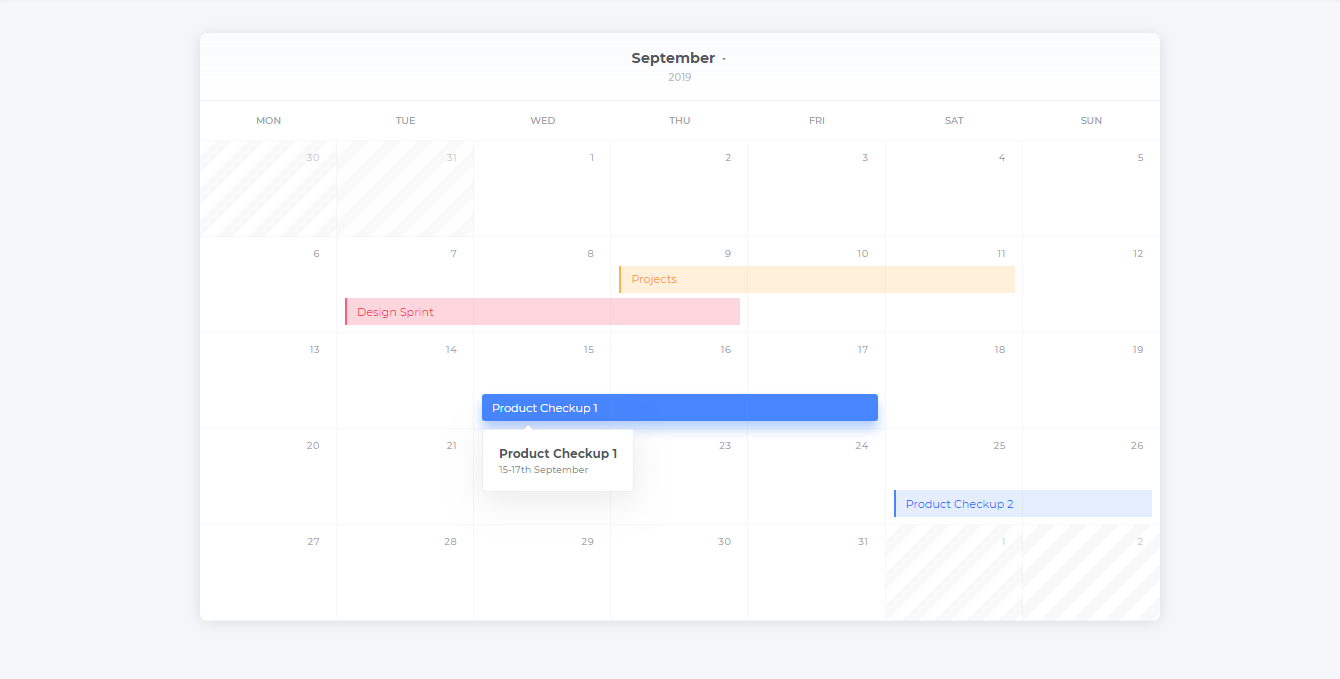 September
2019
MON TUE WED THU FRI SAT SUN
30 31 1 2 3 4 5
6 7 8 9 10 11 12
Projects
Design Sprint
13 14 15 16 17 18 19
Product Checkup 1
20 21 23 24 25 26
Product Checkup 1
15-17th September
Product Checkup 2
27 28 29 30 31 1 2